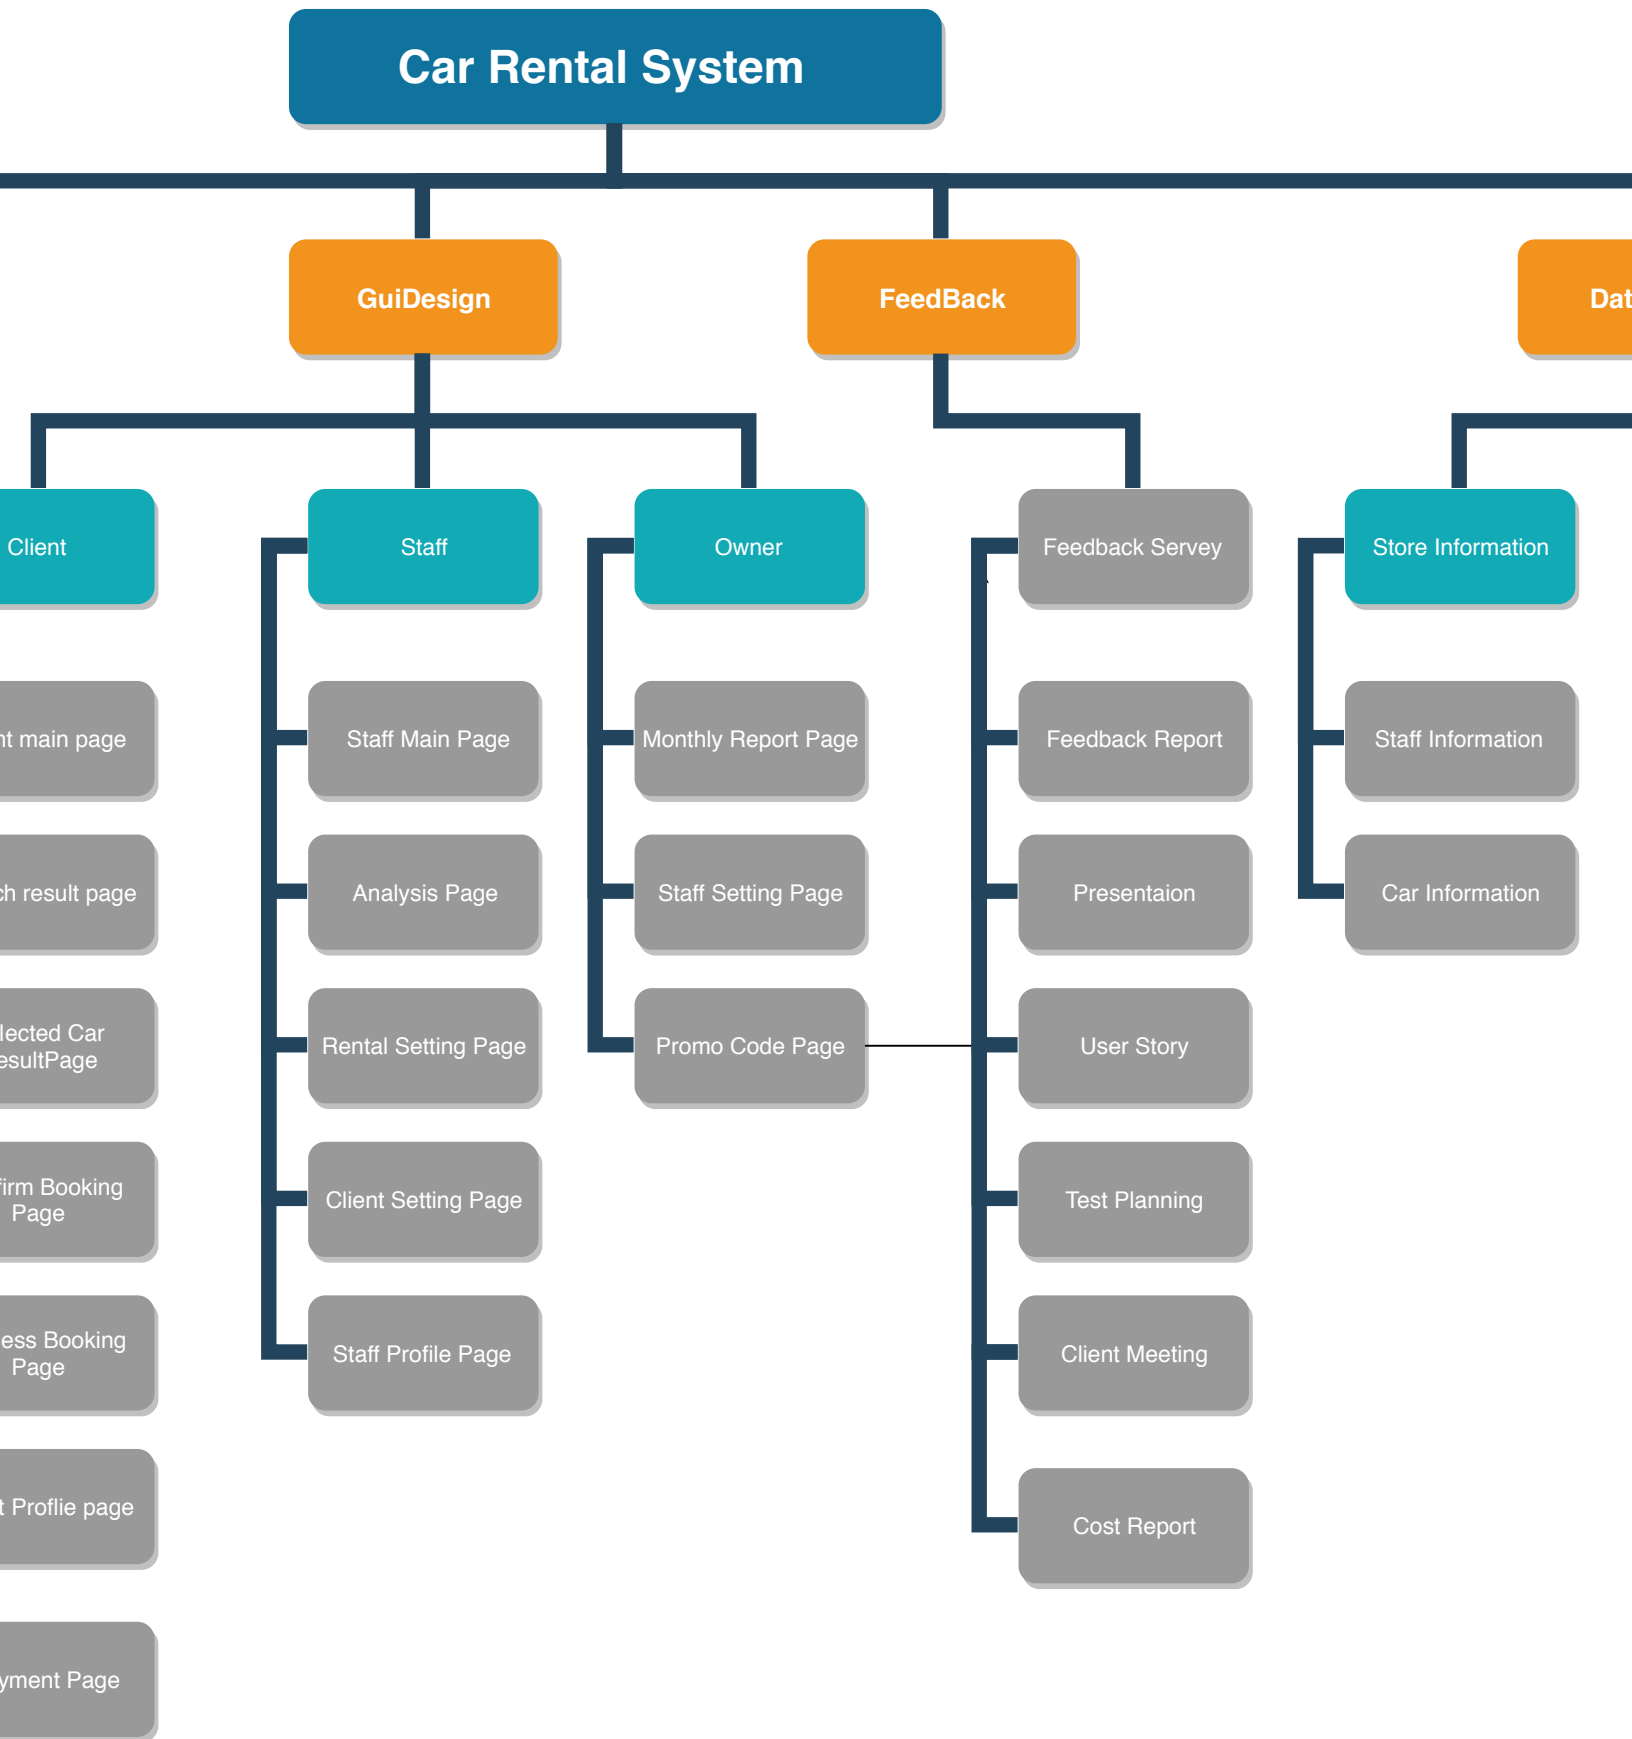 Car Rental System
GuiDesign
FeedBack
Client
Staff
Owner
Feedback Servey
Store Information
main page
Staff Main Page
Monthly Report Page
Feedback Report
Staff Information
result page
Analysis Page
Staff Setting Page
Presentaion
Car Information
Car
Rental Setting Page
Promo Code Page
User Story
Booking
Page
Client Setting Page
Test Planning
Booking
Page
Staff Profile Page
Client Meeting
Proflie page
Cost Report
Page